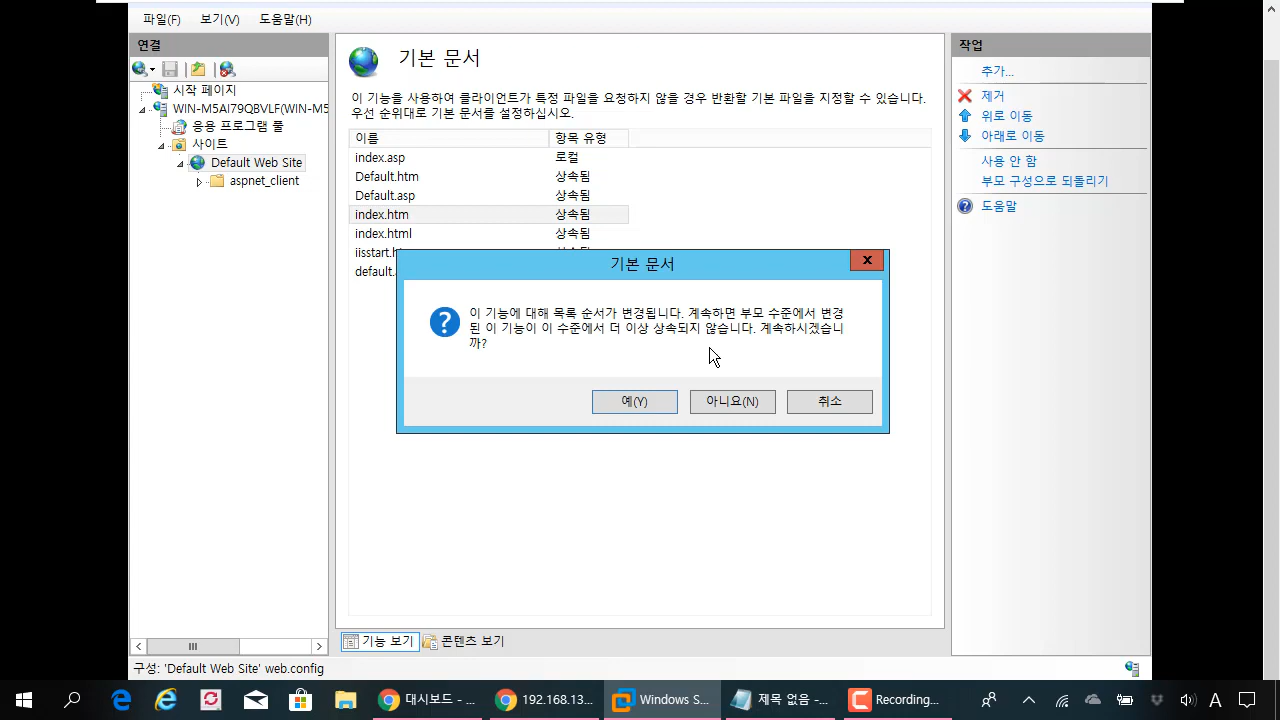 파일(F) 보기(V) 도움말(H)
연결
시작 페이지
WIN-M5AI79QBVLF(WIN-M5
응용 프로그램 풀
사이트
Default Web Site
aspnet_client
기본 문서
이 기능을 사용하여 클라이언트가 특정 파일을 요청하지 않을 경우 반환할 기본 파일을 지정할 수 있습니다.
우선 순위대로 기본 문서를 설정하십시오.
이름 항목 유형
index.asp 로컬
Default.htm 상속됨
Default.asp 상속됨
index.htm 상속됨
index.html 상속됨
iisstart.h
default.
기본 문서
이 기능에 대해 목록 순서가 변경됩니다. 계속하면 부모 수준에서 변경
된 이 기능이 이 수준에서 더 이상 상속되지 않습니다. 계속하시겠습니
까?
예(Y) 아니요(N) 취소
작업
추가...
제거
위로 이동
아래로 이동
사용 안 함
부모 구성으로 되돌리기
도움말
기능 보기 콘텐츠 보기
구성: 'Default Web Site' web.config
대시보드 - ... 192.168.13... Windows S... 제목 없음 -... Recording... A